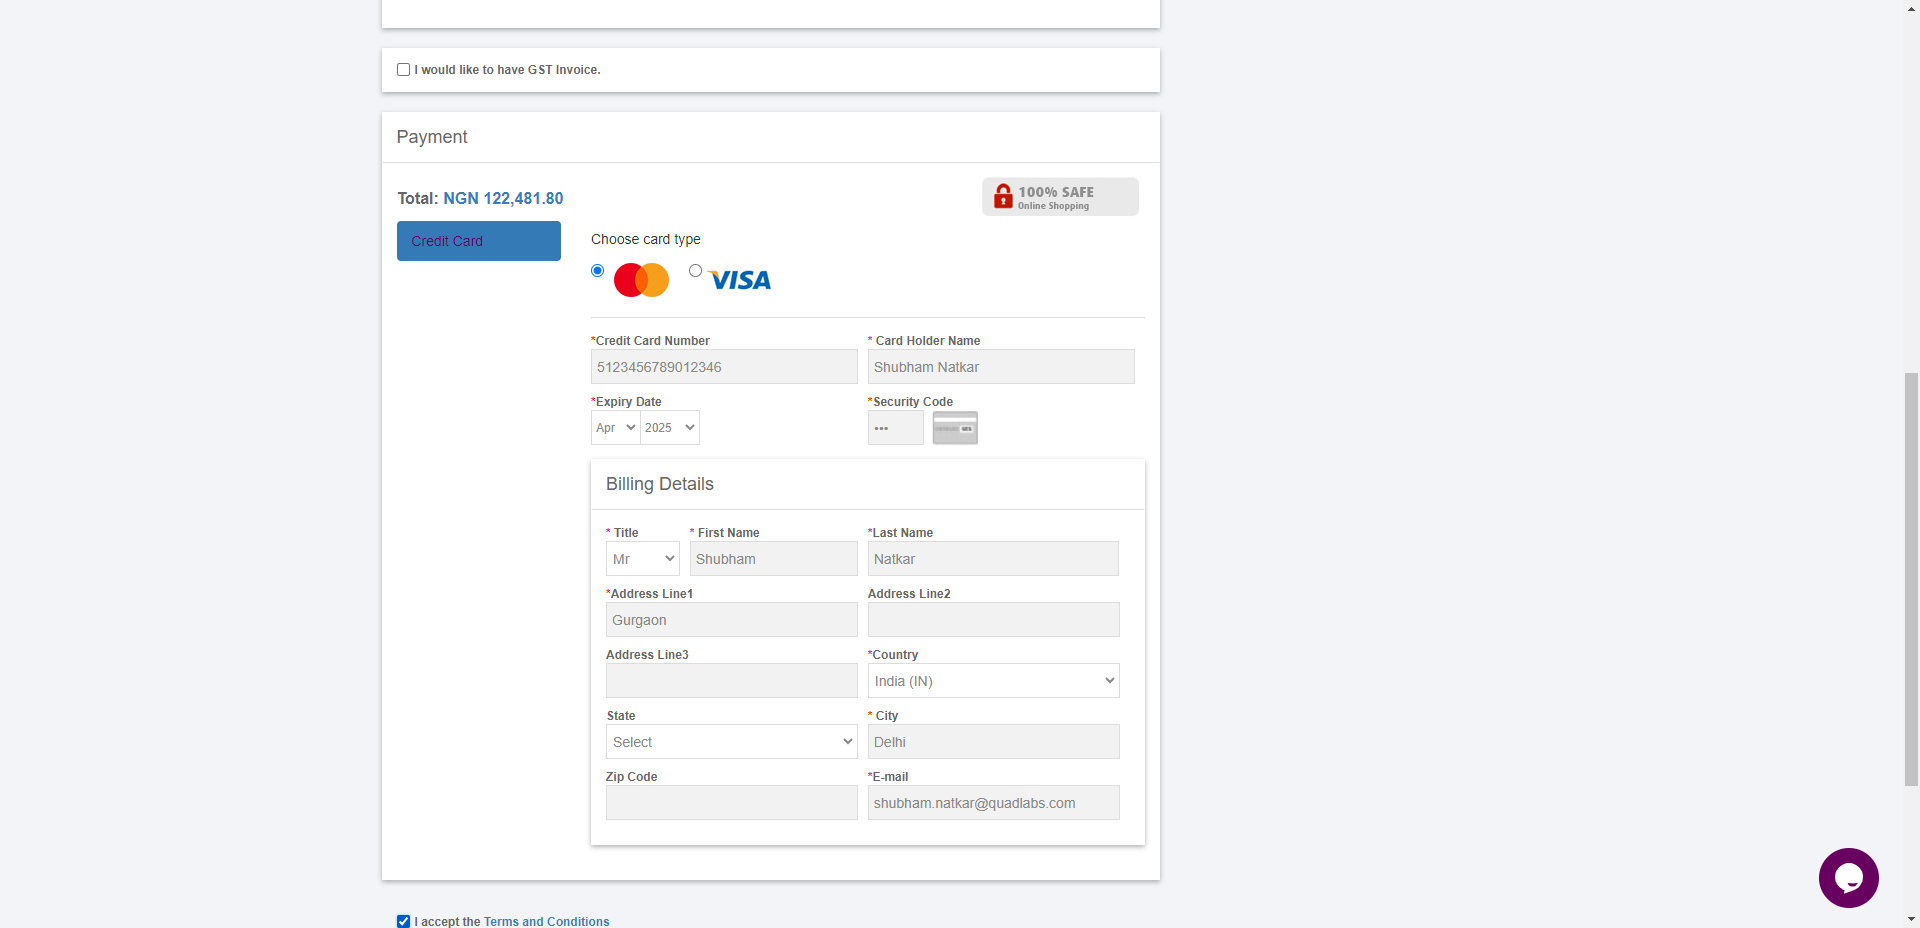 I would like to have GST Invoice.
Payment
Total: NGN 122,481.80
100% SAFE
Online Shopping
Credit Card
Choose card type
VISA
*Credit Card Number
* Card Holder Name
5123456789012346
Shubham Natkar
*Expiry Date
*Security Code
Apr
2025
•••
Billing Details
* Title
* First Name
*Last Name
Mr
Shubham
Natkar
*Address Line1
Address Line2
Gurgaon
Address Line3
*Country
India (IN)
State
* City
Select
Delhi
Zip Code
*E-mail
shubham.natkar@quadlabs.com
I accept the Terms and Conditions